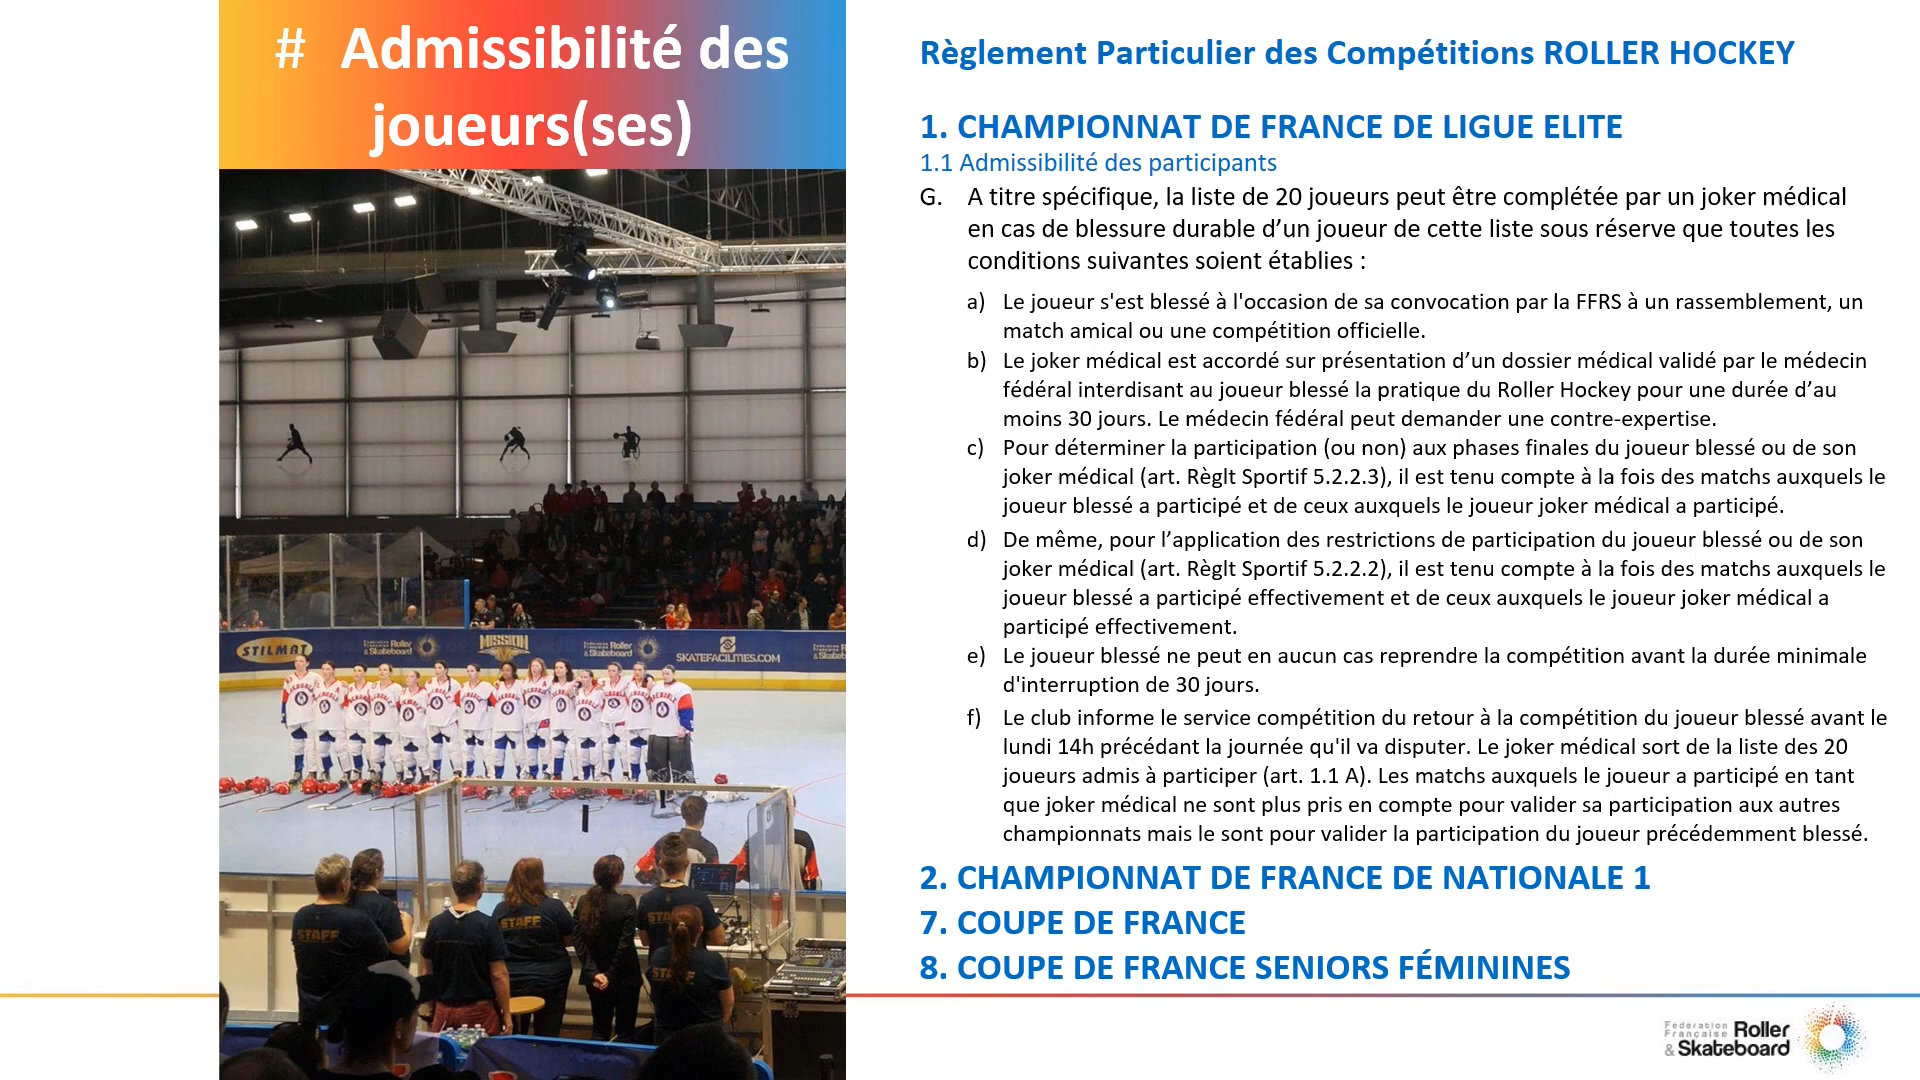 # Admissibilité des
joueurs(ses)
Règlement Particulier des Compétitions ROLLER HOCKEY
1. CHAMPIONNAT DE FRANCE DE LIGUE ELITE
1.1 Admissibilité des participants
G. A titre spécifique, la liste de 20 joueurs peut être complétée par un joker médical
en cas de blessure durable d’un joueur de cette liste sous réserve que toutes les
conditions suivantes soient établies :
a) Le joueur s'est blessé à l'occasion de sa convocation par la FFRS à un rassemblement, un
match amical ou une compétition officielle.
b) Le joker médical est accordé sur présentation d’un dossier médical validé par le médecin
fédéral interdisant au joueur blessé la pratique du Roller Hockey pour une durée d’au
moins 30 jours. Le médecin fédéral peut demander une contre-expertise.
c) Pour déterminer la participation (ou non) aux phases finales du joueur blessé ou de son
joker médical (art. Règlt Sportif 5.2.2.3), il est tenu compte à la fois des matchs auxquels le
joueur blessé a participé et de ceux auxquels le joueur joker médical a participé.
d) De même, pour l’application des restrictions de participation du joueur blessé ou de son
joker médical (art. Règlt Sportif 5.2.2.2), il est tenu compte à la fois des matchs auxquels le
joueur blessé a participé effectivement et de ceux auxquels le joueur joker médical a
participé effectivement.
e) Le joueur blessé ne peut en aucun cas reprendre la compétition avant la durée minimale
d'interruption de 30 jours.
f) Le club informe le service compétition du retour à la compétition du joueur blessé avant le
lundi 14h précédant la journée qu'il va disputer. Le joker médical sort de la liste des 20
joueurs admis à participer (art. 1.1 A). Les matchs auxquels le joueur a participé en tant
que joker médical ne sont plus pris en compte pour valider sa participation aux autres
championnats mais le sont pour valider la participation du joueur précédemment blessé.
2. CHAMPIONNAT DE FRANCE DE NATIONALE 1
7. COUPE DE FRANCE
8. COUPE DE FRANCE SENIORS FÉMININES
STILMAT
Roller
& Skateboard
MISSION
Roller
& Skateboard
SKATEFACILITIES.COM
STAFF
STAFF
STAFF
STAFF
Fédération
Française Roller
& Skateboard